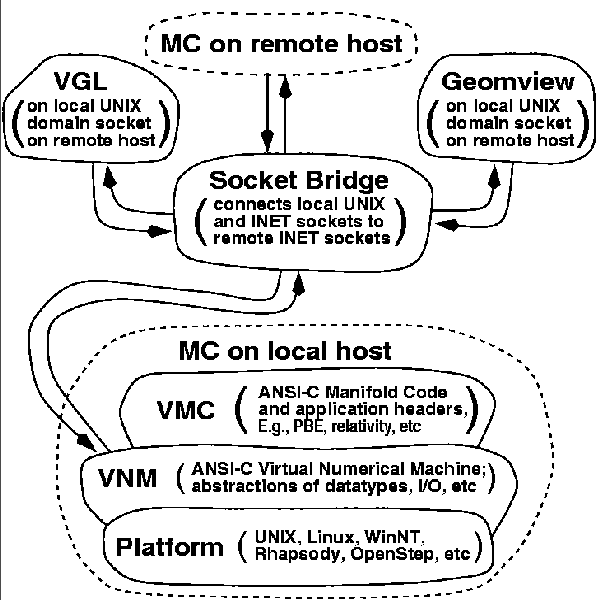 MC on remote host
VGL
(on local UNIX
domain socket
on remote host)
Geomview
(on local UNIX
domain socket
on remote host)
Socket Bridge
(connects local UNIX
and INET sockets to
remote INET sockets)
MC on local host
VMC (ANSI-C Manifold Code
and application headers,
E.g., PBE, relativity, etc)
VNM (ANSI-C Virtual Numerical Machine;
abstractions of datatypes, I/O, etc)
Platform (UNIX, Linux, WinNT,
Rhapsody, OpenStep, etc)